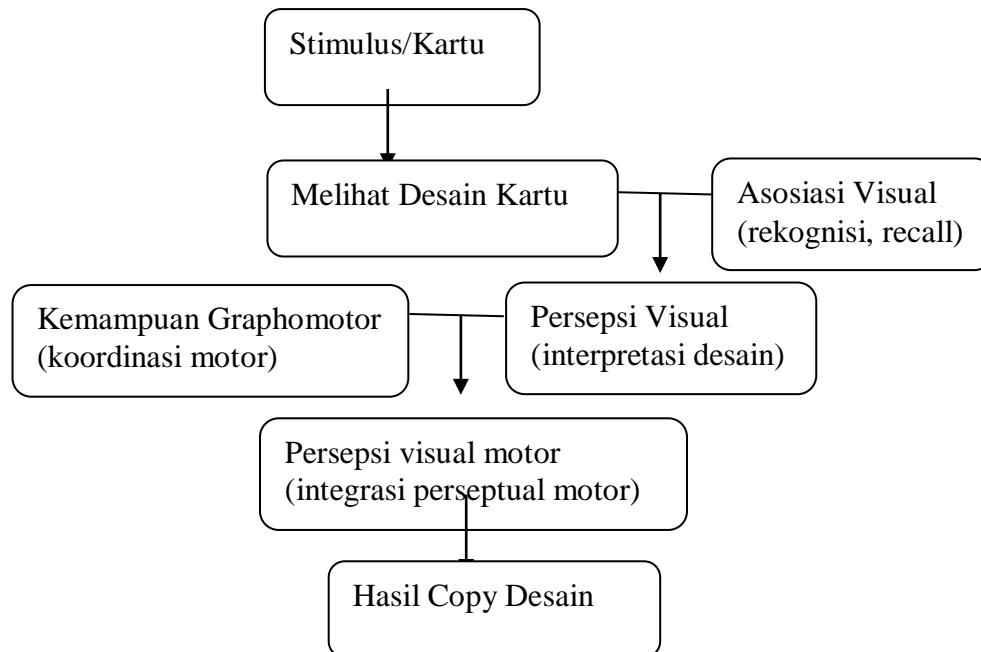 Stimulus/Kartu
Melihat Desain Kartu
Asosiasi Visual
(rekognisi, recall)
Kemampuan Graphomotor
(koordinasi motor)
Persepsi Visual
(interpretasi desain)
Persepsi visual motor
(integrasi perseptual motor)
Hasil Copy Desain